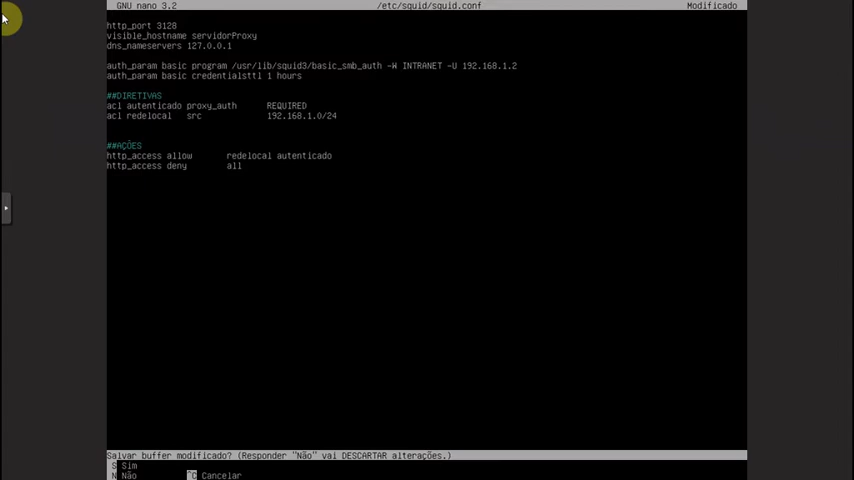 GNU nano 3.2 /etc/squid/squid.conf Modificado
http_port 3128
visible_hostname servidorProxy
dns_nameservers 127.0.0.1
auth_param basic program /usr/lib/squid3/basic_smb_auth -W INTRANET -U 192.168.1.2
auth_param basic credentialsttl 1 hours
##DIRETIVAS
acl autenticado proxy_auth REQUIRED
acl redelocal src 192.168.1.0/24
##AÇÕES
http_access allow redelocal autenticado
http_access deny all
Salvar buffer modificado? (Responder "Não" vai DESCARTAR alterações.)
S Sim
N Não ^C Cancelar